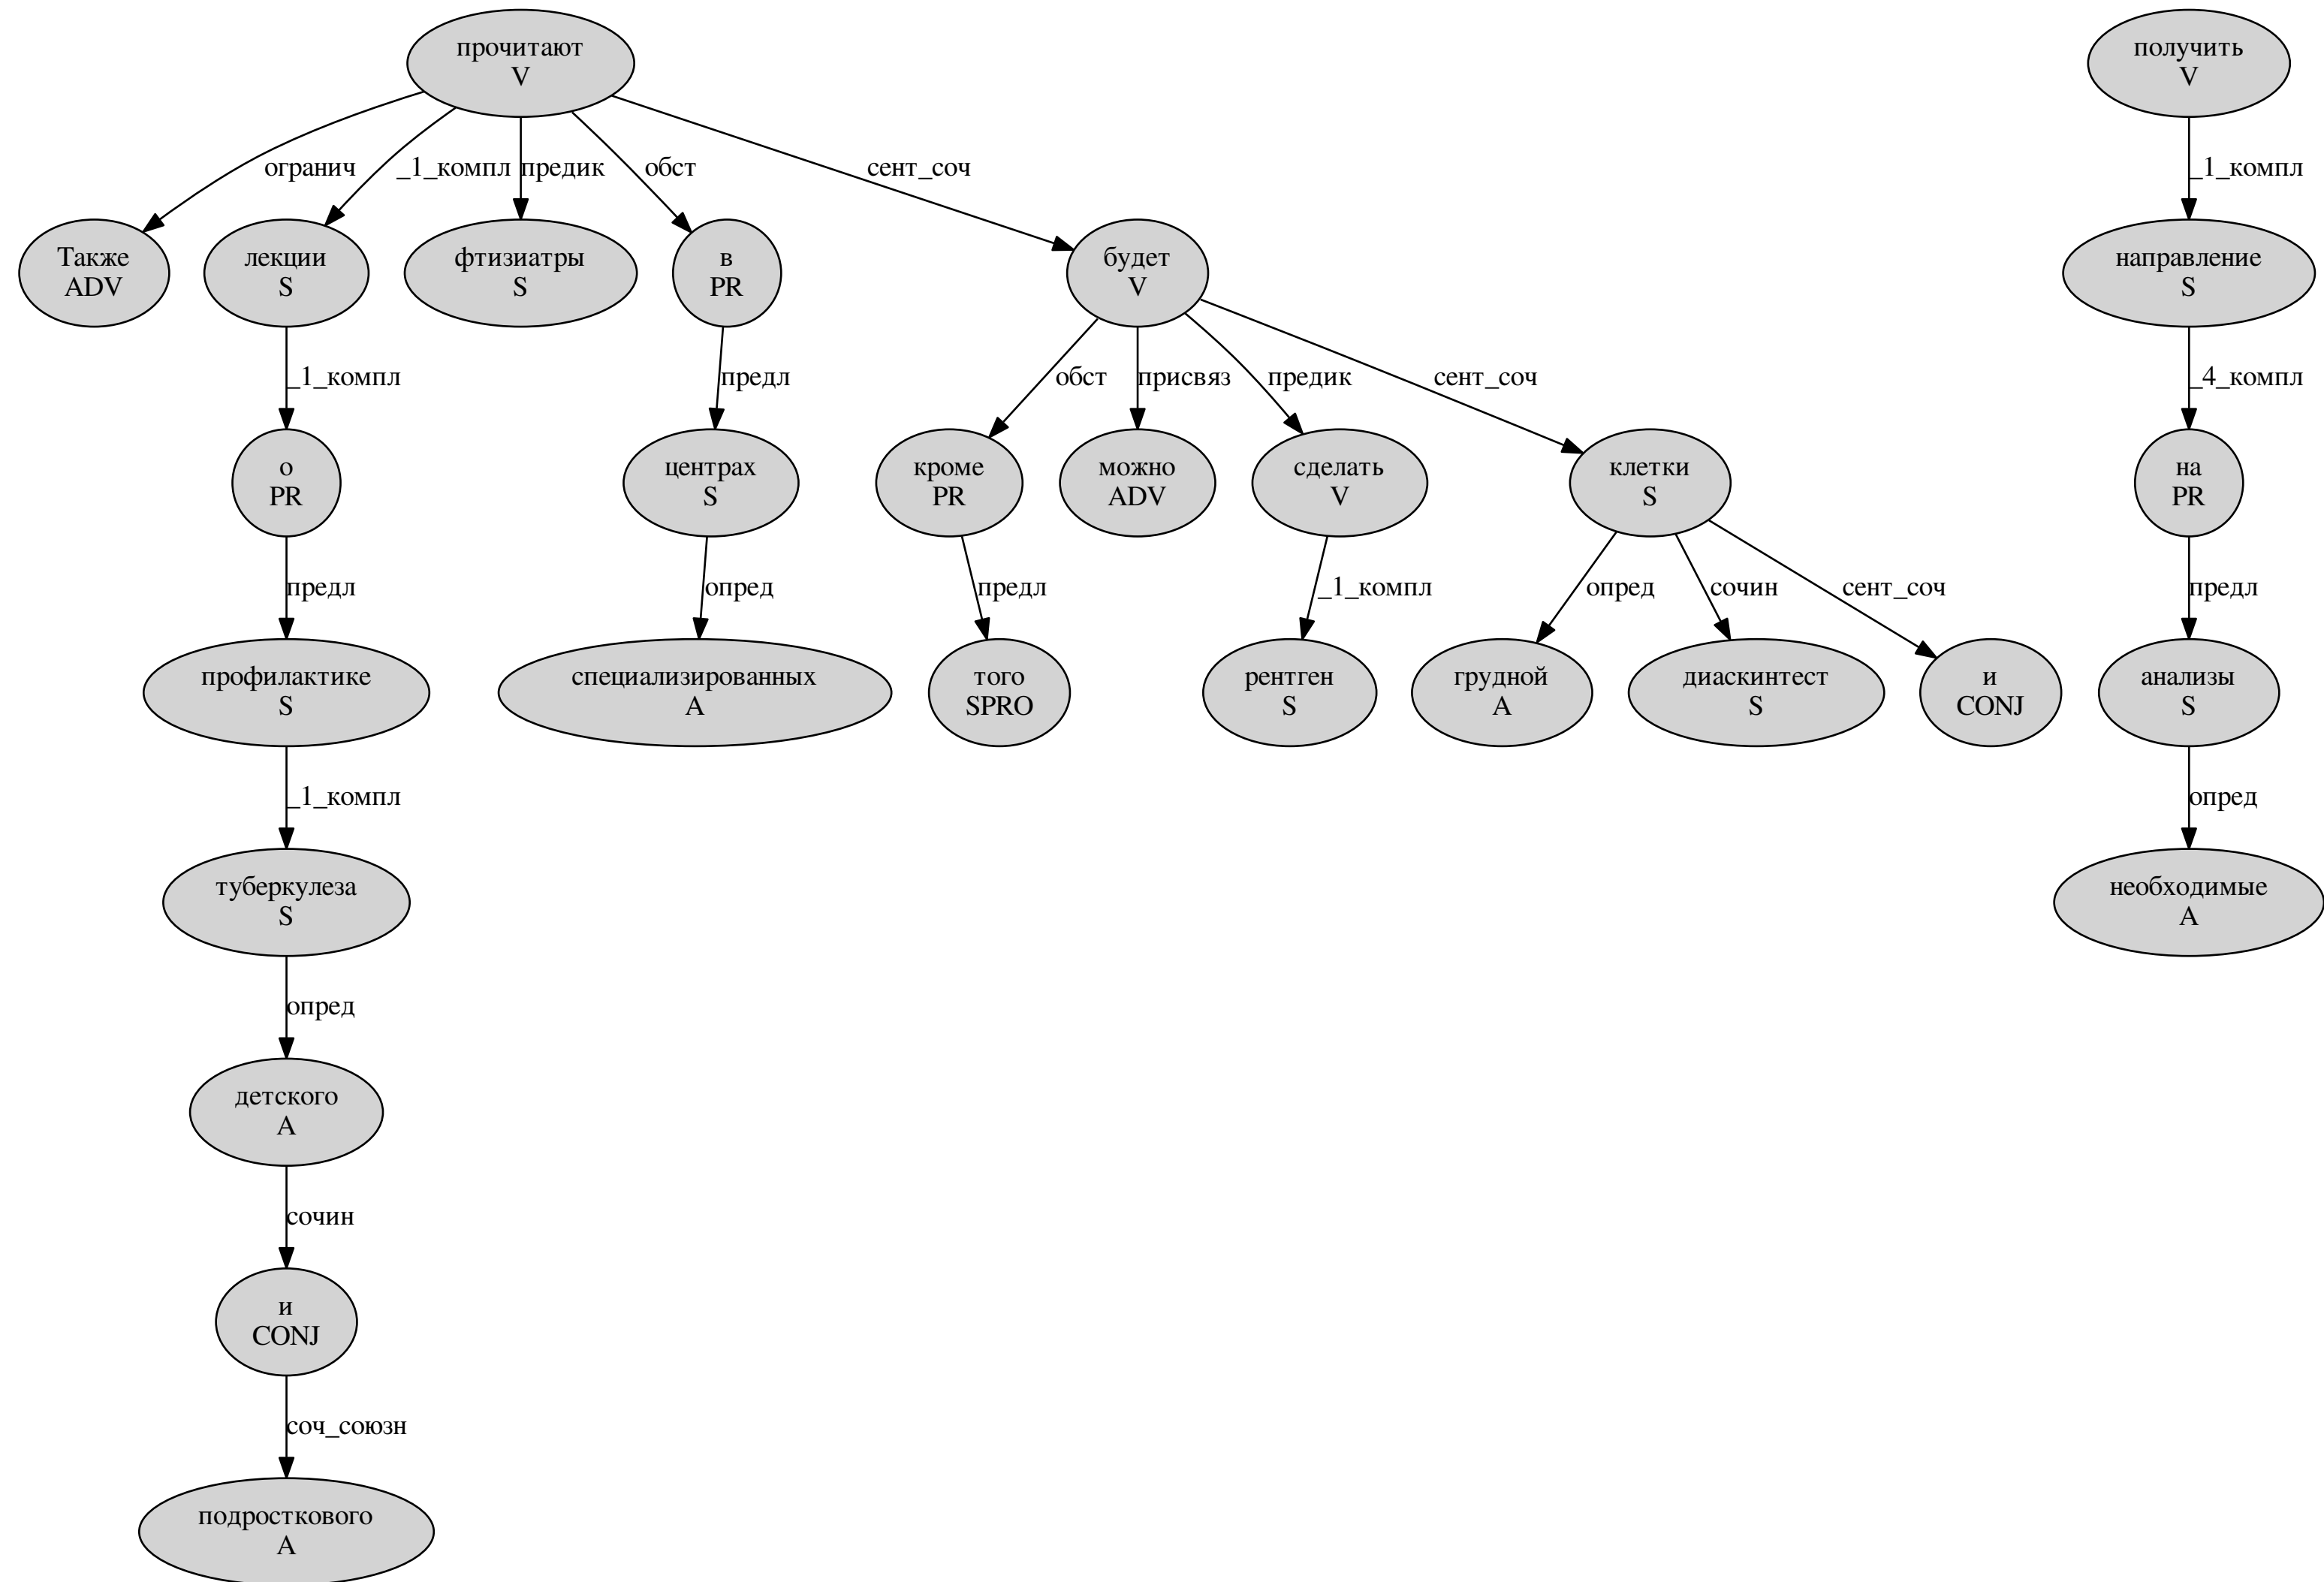 прочитают
V
получить
V
огранич
_1_компл
предик
обст
сент_соч
_1_компл
Также
ADV
лекции
S
фтизиатры
S
в
PR
будет
V
направление
S
_1_компл
предл
обст
присвяз
предик
сент_соч
_4_компл
о
PR
центрах
S
кроме
PR
можно
ADV
сделать
V
клетки
S
на
PR
предл
опред
предл
_1_компл
опред
сочин
сент_соч
предл
профилактике
S
специализированных
A
того
SPRO
рентген
S
грудной
A
диаскинтест
S
и
CONJ
анализы
S
_1_компл
опред
туберкулеза
S
необходимые
A
опред
детского
A
сочин
и
CONJ
соч_союзн
подросткового
A